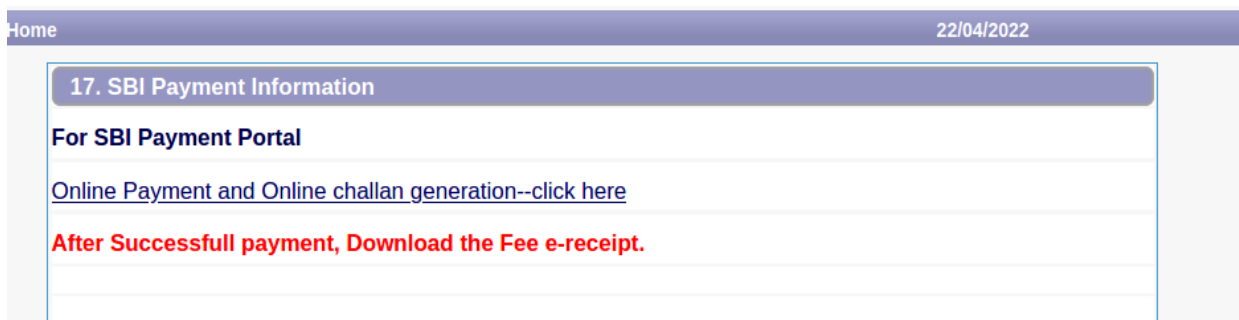 Home 22/04/2022
17. SBI Payment Information
For SBI Payment Portal
Online Payment and Online challan generation--click here
After Successfull payment, Download the Fee e-receipt.